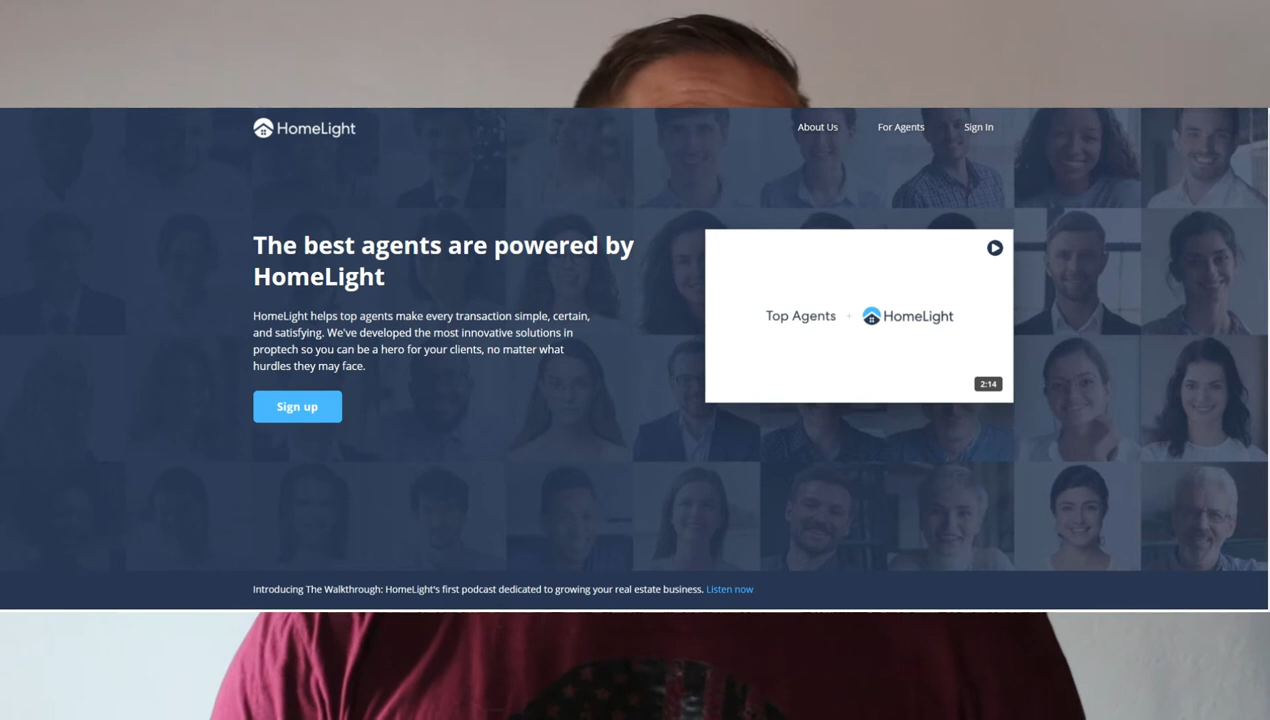 HomeLight
About Us
For Agents
Sign In
The best agents are powered by
HomeLight
HomeLight helps top agents make every transaction simple, certain,
and satisfying. We've developed the most innovative solutions in
proptech so you can be a hero for your clients, no matter what
hurdles they may face.
Sign up
Top Agents + HomeLight
2:14
Introducing The Walkthrough: HomeLight's first podcast dedicated to growing your real estate business. Listen now